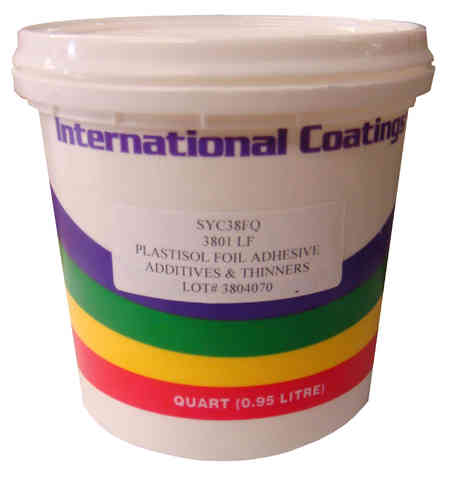 International Coatings
SYC38FQ
3801 LF
PLASTISOL FOIL ADHESIVE
ADDITIVES & THINNERS
LOT# 3804070
QUART (0.95 LITRE)